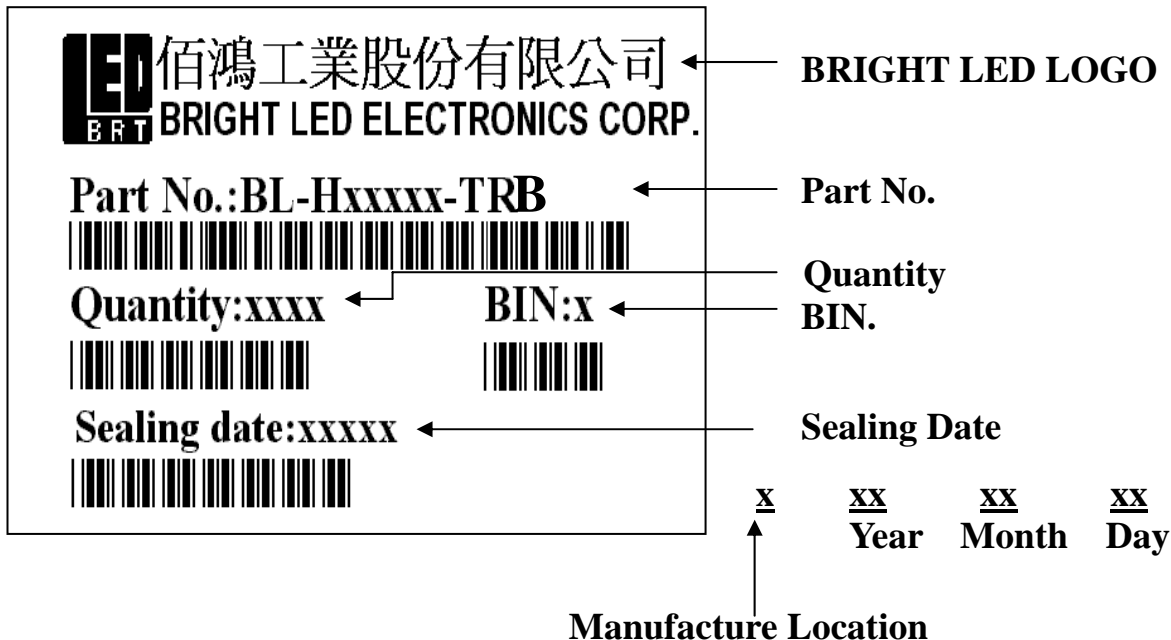 LED 佰鴻工業股份有限公司 BRIGHT LED LOGO
BRT BRIGHT LED ELECTRONICS CORP.
Part No.:BL-Hxxxxx-TRB Part No.
Quantity
Quantity:xxxx BIN:x BIN.
Sealing date:xxxxx Sealing Date
x xx xx xx
Year Month Day
Manufacture Location